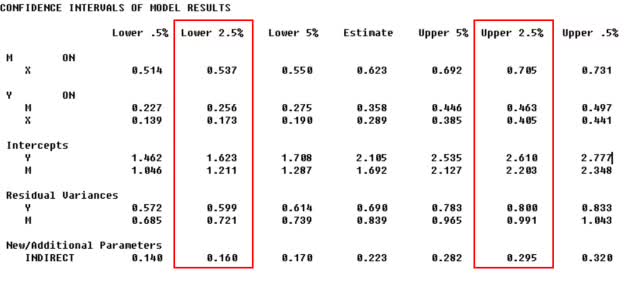 CONFIDENCE INTERVALS OF MODEL RESULTS
Lower .5% Lower 2.5% Lower 5% Estimate Upper 5% Upper 2.5% Upper .5%
M ON
X 0.514 0.537 0.550 0.623 0.692 0.705 0.731
Y ON
M 0.227 0.256 0.275 0.358 0.446 0.463 0.497
X 0.139 0.173 0.190 0.289 0.385 0.405 0.441
Intercepts
Y 1.462 1.623 1.708 2.105 2.535 2.610 2.777
M 1.046 1.211 1.287 1.692 2.127 2.203 2.348
Residual Variances
Y 0.572 0.599 0.614 0.690 0.783 0.800 0.833
M 0.685 0.721 0.739 0.839 0.965 0.991 1.043
New/Additional Parameters
INDIRECT 0.140 0.160 0.170 0.223 0.282 0.295 0.320